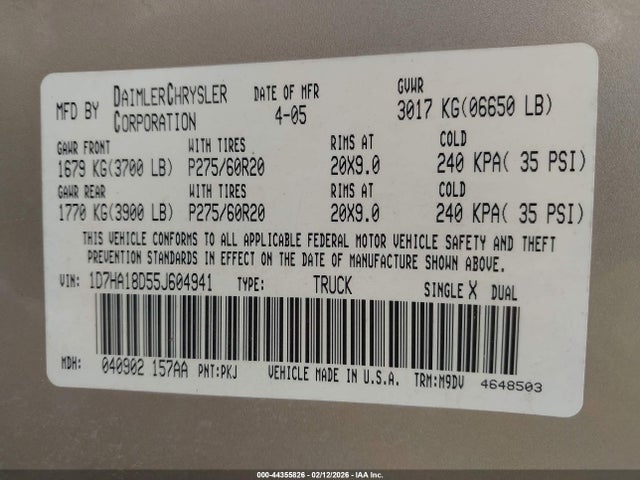 MFD BY DAIMLERCHRYSLER CORPORATION DATE OF MFR 4-05 GVWR 3017 KG(06650 LB)
GAWR FRONT WITH TIRES RIMS AT COLD
1679 KG(3700 LB) P275/60R20 20X9.0 240 KPA( 35 PSI)
GAWR REAR WITH TIRES RIMS AT COLD
1770 KG(3900 LB) P275/60R20 20X9.0 240 KPA( 35 PSI)
THIS VEHICLE CONFORMS TO ALL APPLICABLE FEDERAL MOTOR VEHICLE SAFETY AND THEFT
PREVENTION STANDARDS IN EFFECT ON THE DATE OF MANUFACTURE SHOWN ABOVE.
VIN: 1D7HA18D55J604941 TYPE: TRUCK SINGLE X DUAL
MDH: 040902 157AA PNT:PKJ VEHICLE MADE IN U.S.A. TRM:M9DV 4648503
000-44355826 - 02/12/2026 - IAA Inc.